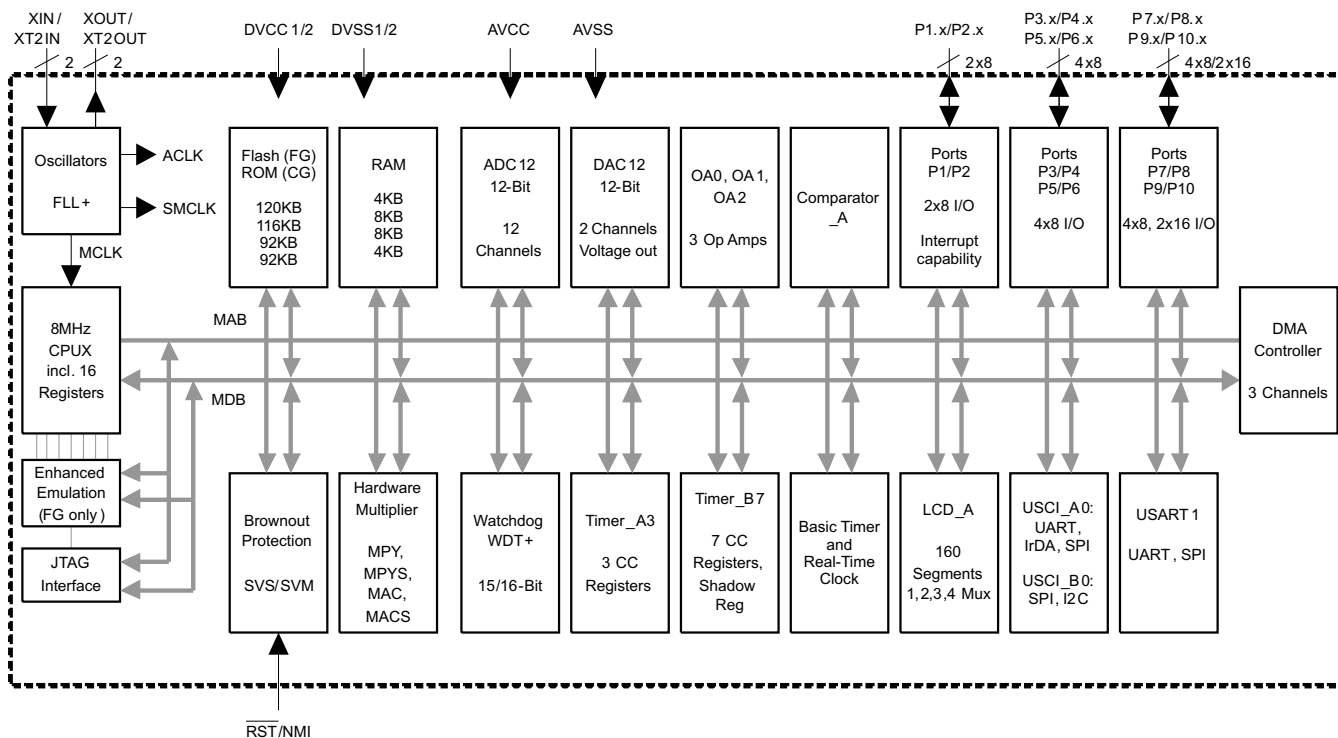 XIN/
XT2IN
XOUT/
XT2OUT
2
2
DVCC1/2
DVSS1/2
AVCC
AVSS
P1.x/P2.x
2x8
P3.x/P4.x
P5.x/P6.x
4x8
P7.x/P8.x
P9.x/P10.x
4x8/2x16
Oscillators
FLL+
ACLK
SMCLK
MCLK
Flash (FG)
ROM (CG)
120KB
116KB
92KB
92KB
RAM
4KB
8KB
8KB
4KB
ADC12
12-Bit
12
Channels
DAC12
12-Bit
2 Channels
Voltage out
OA0, OA1,
OA2
3 Op Amps
Comparator
_A
Ports
P1/P2
2x8 I/O
Interrupt
capability
Ports
P3/P4
P5/P6
4x8 I/O
Ports
P7/P8
P9/P10
4x8, 2x16 I/O
8MHz
CPUX
incl. 16
Registers
MAB
MDB
DMA
Controller
3 Channels
Enhanced
Emulation
(FG only)
JTAG
Interface
Brownout
Protection
SVS/SVM
Hardware
Multiplier
MPY,
MPYS,
MAC,
MACS
Watchdog
WDT+
15/16-Bit
Timer_A3
3 CC
Registers
Timer_B7
7 CC
Registers,
Shadow
Reg
Basic Timer
and
Real-Time
Clock
LCD_A
160
Segments
1,2,3,4 Mux
USCI_A0:
UART,
IrDA, SPI
USCI_B0:
SPI, I2C
USART1
UART, SPI
RST/NMI